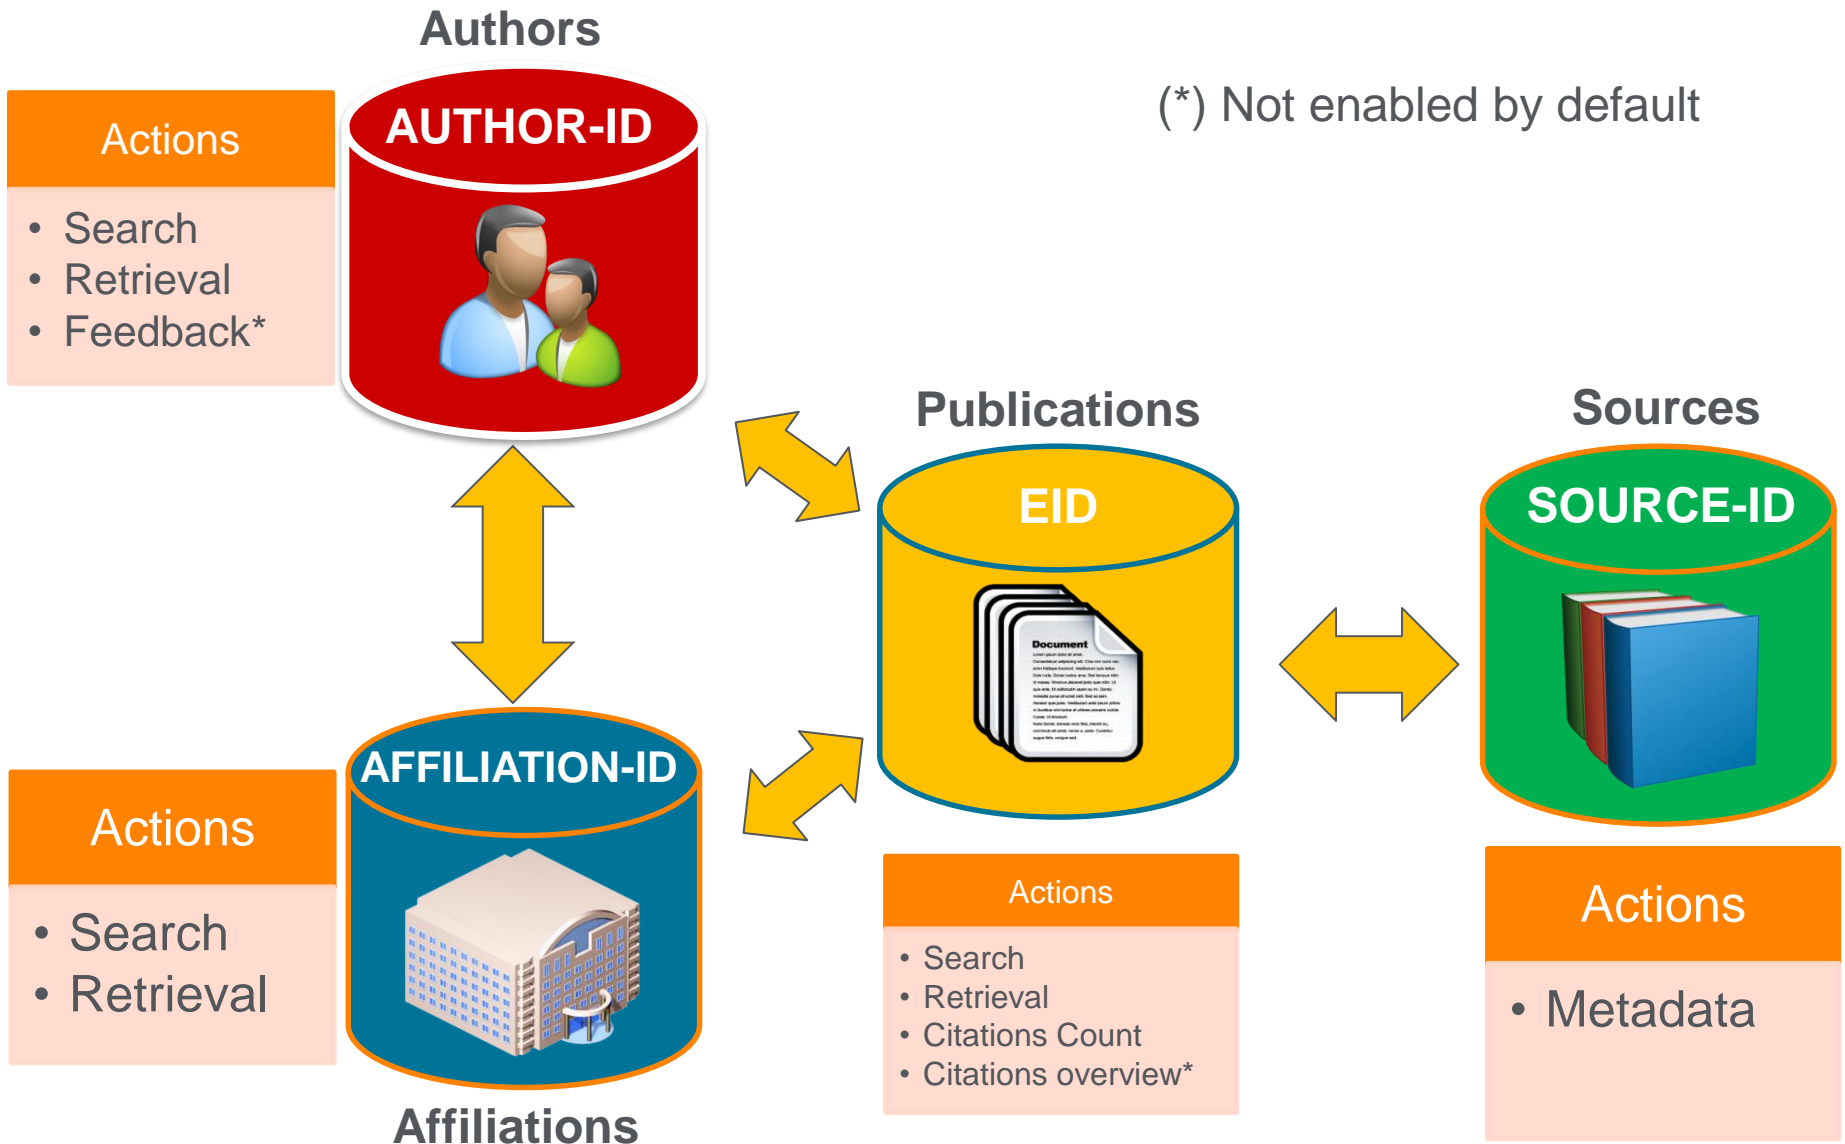 Authors
AUTHOR-ID
(*) Not enabled by default
Actions
• Search
• Retrieval
• Feedback*
Publications
EID
Document
Sources
SOURCE-ID
AFFILIATION-ID
Actions
• Search
• Retrieval
Affiliations
Actions
• Search
• Retrieval
• Citations Count
• Citations overview*
Actions
• Metadata